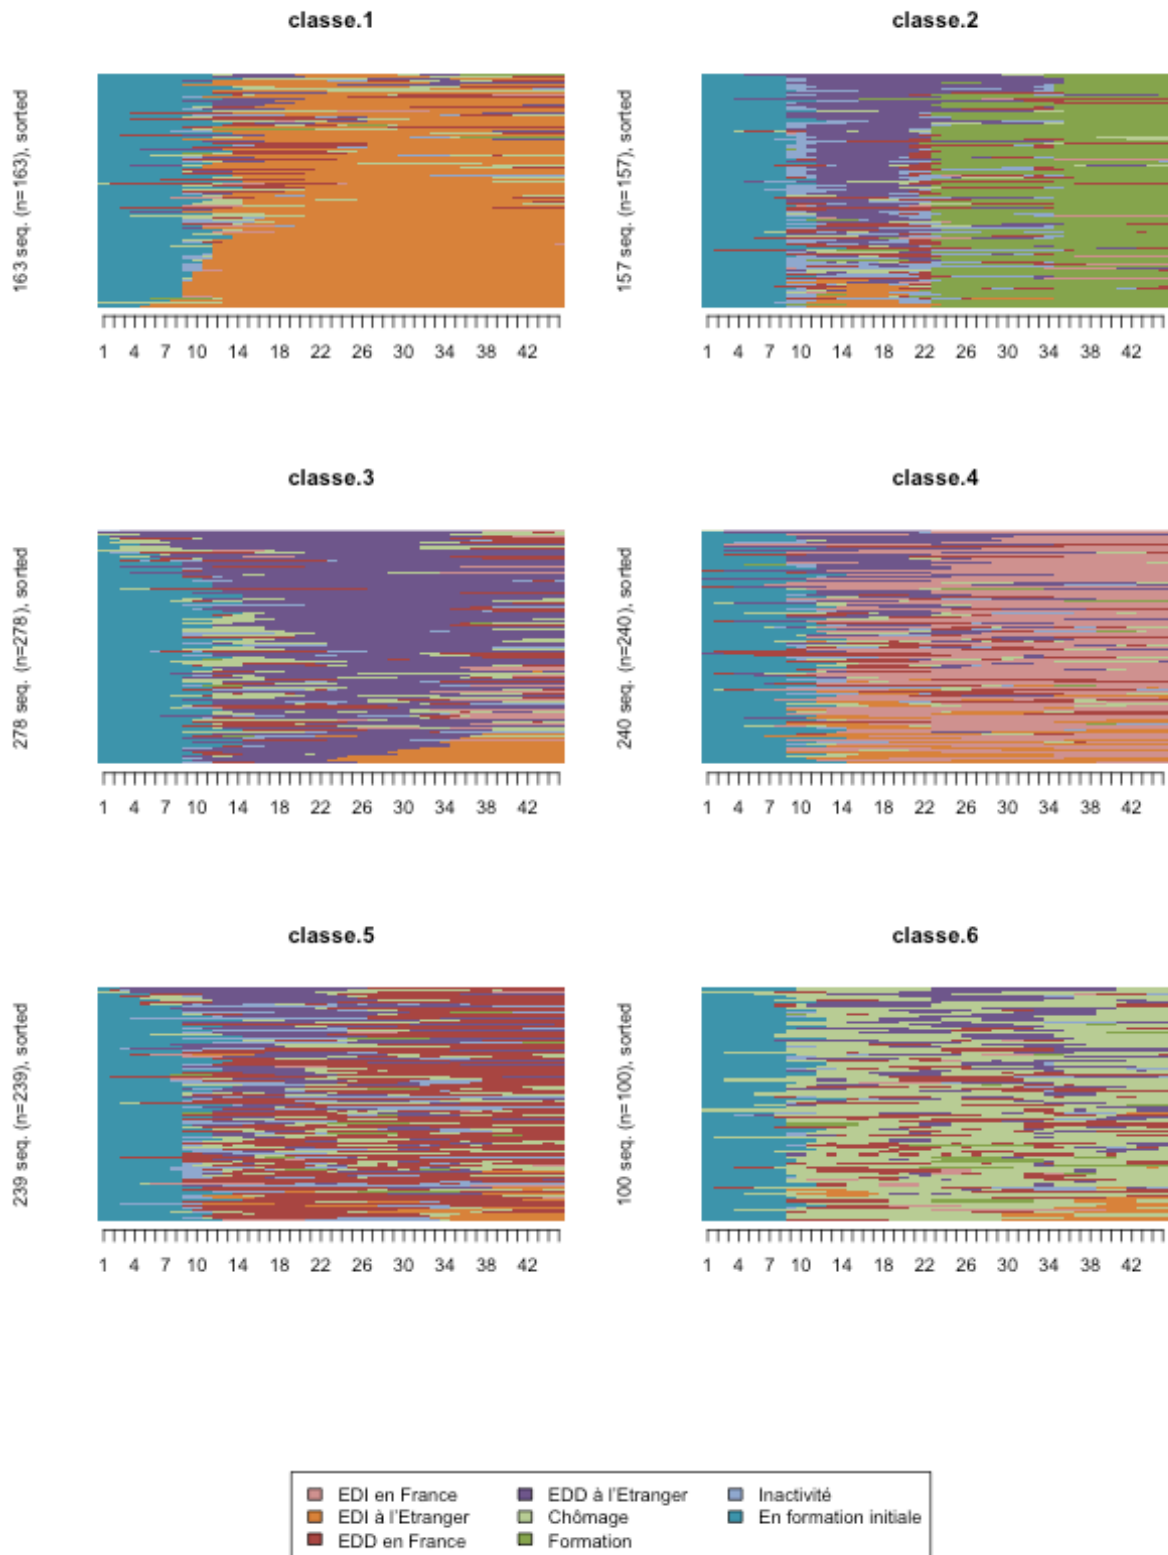 classe.1
classe.2
163 seq. (n=163), sorted
157 seq. (n=157), sorted
1 4 7 10 14 18 22 26 30 34 38 42
1 4 7 10 14 18 22 26 30 34 38 42
classe.3
classe.4
278 seq. (n=278), sorted
240 seq. (n=240), sorted
1 4 7 10 14 18 22 26 30 34 38 42
1 4 7 10 14 18 22 26 30 34 38 42
classe.5
classe.6
239 seq. (n=239), sorted
100 seq. (n=100), sorted
1 4 7 10 14 18 22 26 30 34 38 42
1 4 7 10 14 18 22 26 30 34 38 42
EDI en France
EDD à l'Etranger
Inactivité
EDI à l'Etranger
Chômage
En formation initiale
EDD en France
Formation